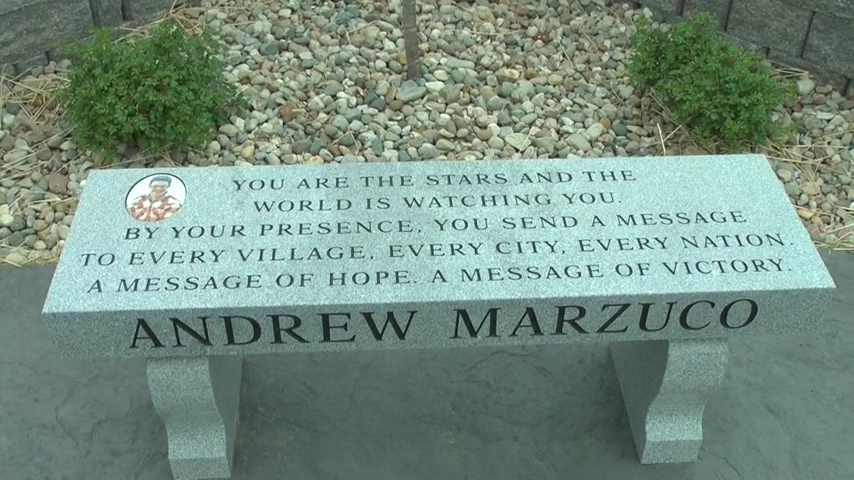 YOU ARE THE STARS AND THE
WORLD IS WATCHING YOU.
BY YOUR PRESENCE, YOU SEND A MESSAGE
TO EVERY VILLAGE, EVERY CITY, EVERY NATION.
A MESSAGE OF HOPE. A MESSAGE OF VICTORY.
ANDREW MARZUCO